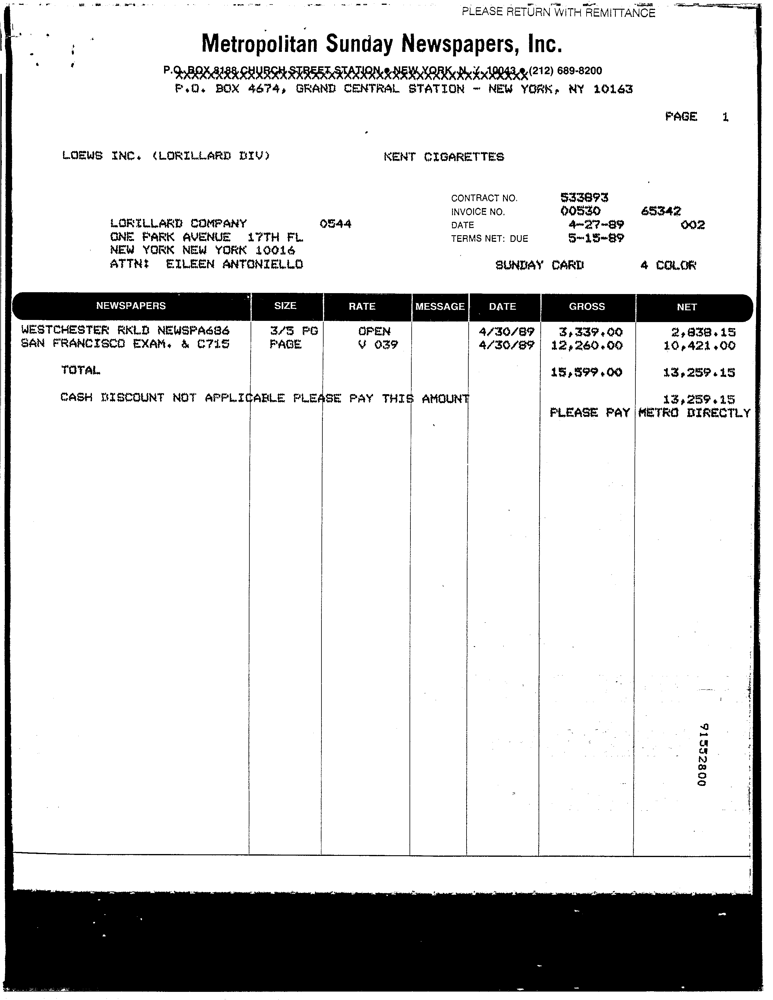 PLEASE RETURN WITH REMITTANCE
Metropolitan Sunday Newspapers, Inc.
P.O. BOX 8188 CHURCH STREET STATION • NEW YORK, N.Y. 10043 • (212) 689-8200
P.O. BOX 4674, GRAND CENTRAL STATION - NEW YORK, NY 10163
PAGE 1
LOEWS INC. (LORILLARD DIV) KENT CIGARETTES
CONTRACT NO. 533893
INVOICE NO. 00530 65342
LORILLARD COMPANY 0544 DATE 4-27-89 002
ONE PARK AVENUE 17TH FL TERMS NET: DUE 5-15-89
NEW YORK NEW YORK 10016
ATTN: EILEEN ANTONIELLO SUNDAY CARD 4 COLOR
NEWSPAPERS SIZE RATE MESSAGE DATE GROSS NET
WESTCHESTER RKLD NEWSPA686 3/5 PG OPEN 4/30/89 3,339.00 2,838.15
SAN FRANCISCO EXAM. & C715 PAGE V 039 4/30/89 12,260.00 10,421.00
TOTAL 15,599.00 13,259.15
CASH DISCOUNT NOT APPLICABLE PLEASE PAY THIS AMOUNT 13,259.15
PLEASE PAY METRO DIRECTLY
91552800